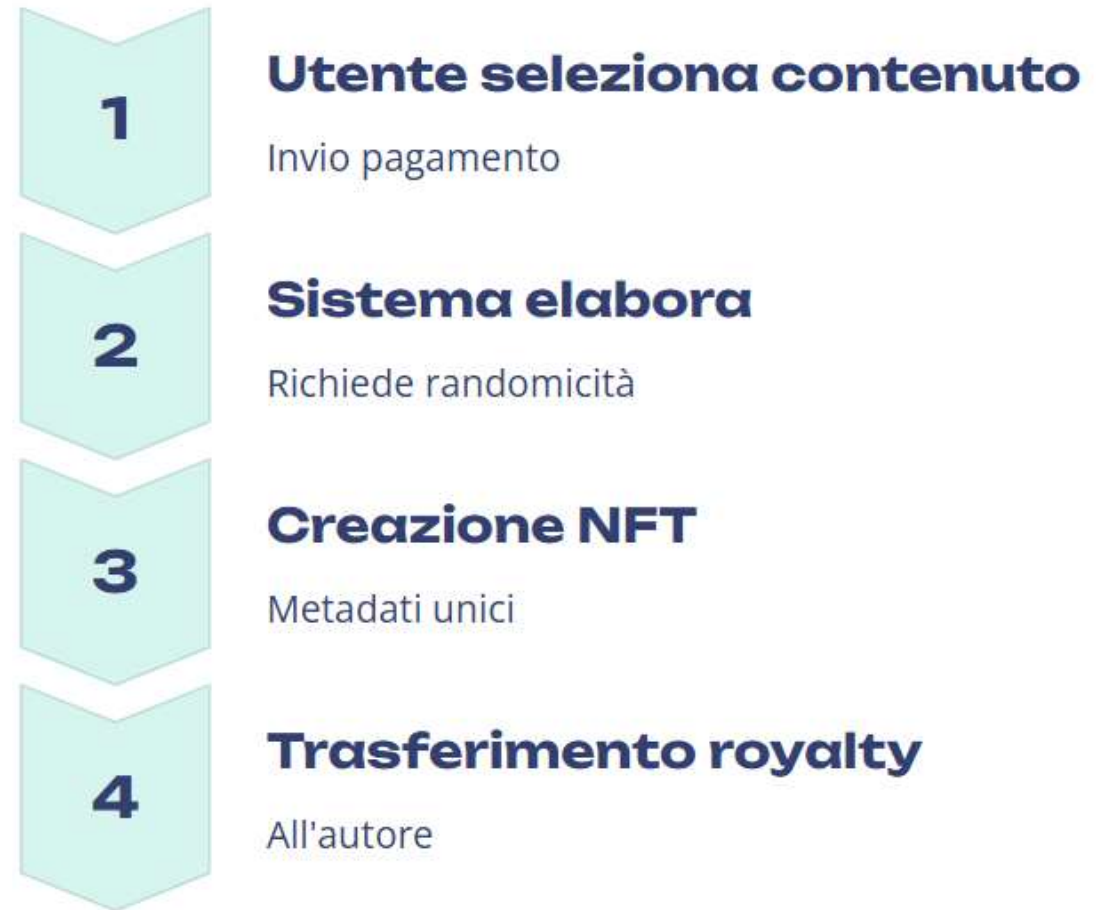 1
Utente seleziona contenuto
Invio pagamento
2
Sistema elabora
Richiede randomicità
3
Creazione NFT
Metadati unici
4
Trasferimento royalty
All'autore